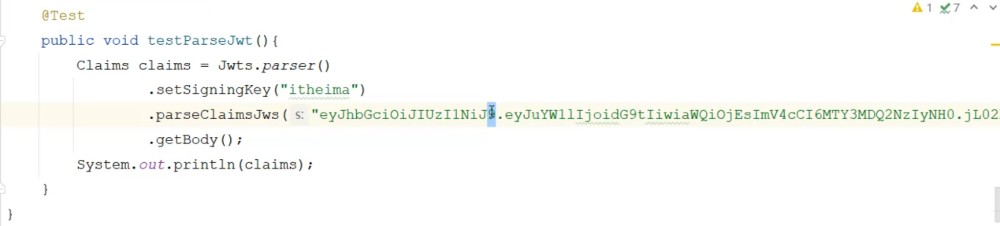 @Test
1 7
public void testParseJwt(){
Claims claims = Jwts.parser()
.setSigningKey("itheima")
.parseClaimsJws( s: "eyJhbGciOiJIUzI1NiJ9.eyJuYW1lIjoidG9tIiwiaWQiOjEsImV4cCI6MTY3MDQ2NzIyNH0.jL02
.getBody();
System.out.println(claims);
}
}